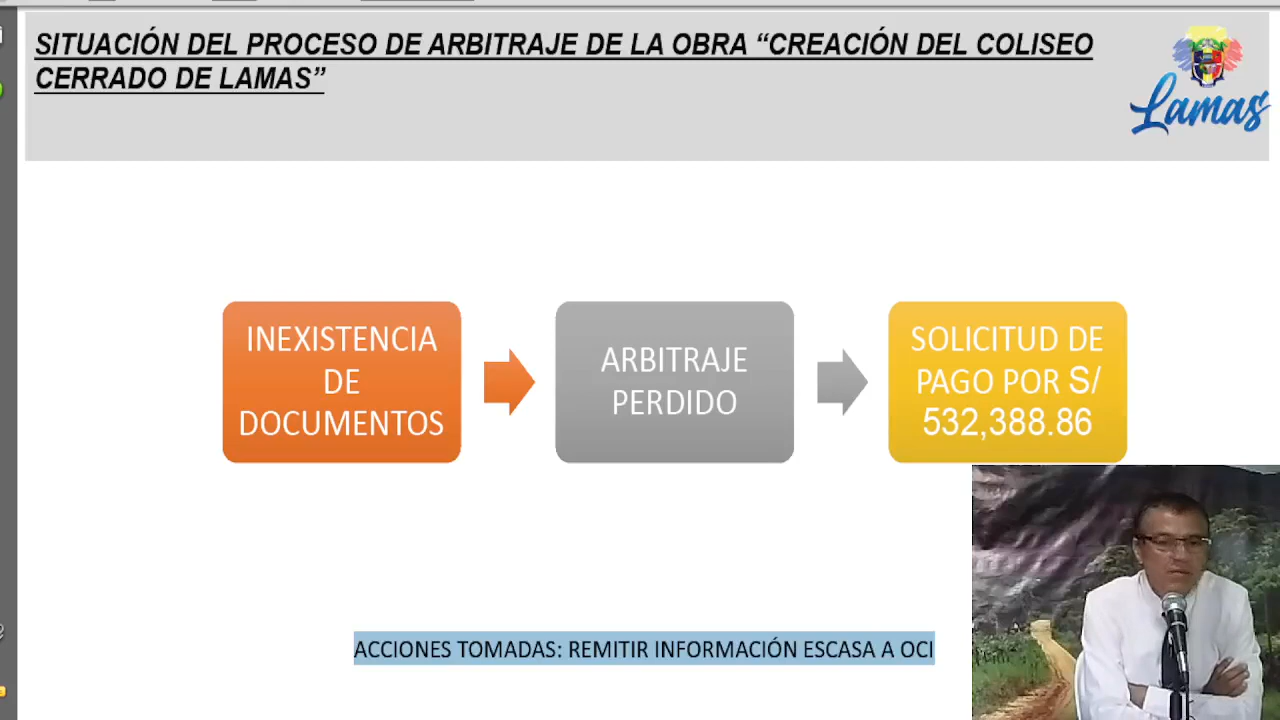 SITUACIÓN DEL PROCESO DE ARBITRAJE DE LA OBRA “CREACIÓN DEL COLISEO
CERRADO DE LAMAS”
Lamas
INEXISTENCIA
DE
DOCUMENTOS
ARBITRAJE
PERDIDO
SOLICITUD DE
PAGO POR S/
532,388.86
ACCIONES TOMADAS: REMITIR INFORMACIÓN ESCASA A OCI